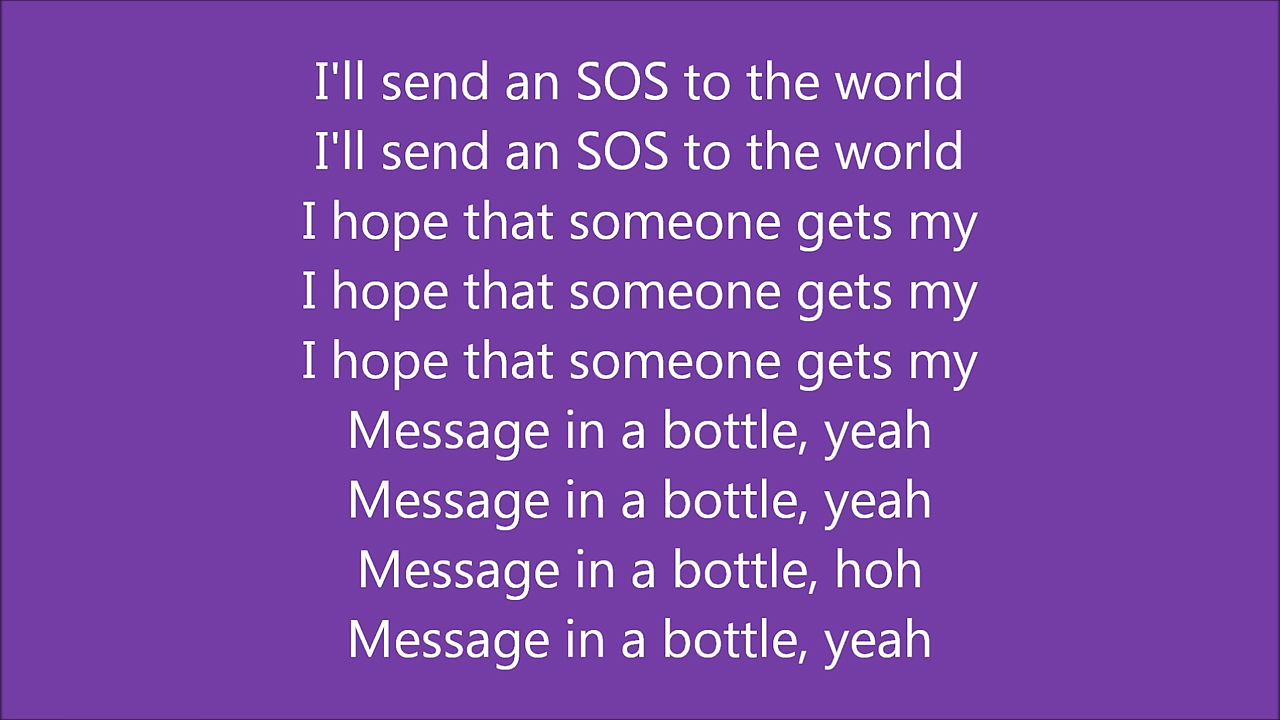 I'll send an SOS to the world
I'll send an SOS to the world
I hope that someone gets my
I hope that someone gets my
I hope that someone gets my
Message in a bottle, yeah
Message in a bottle, yeah
Message in a bottle, hoh
Message in a bottle, yeah